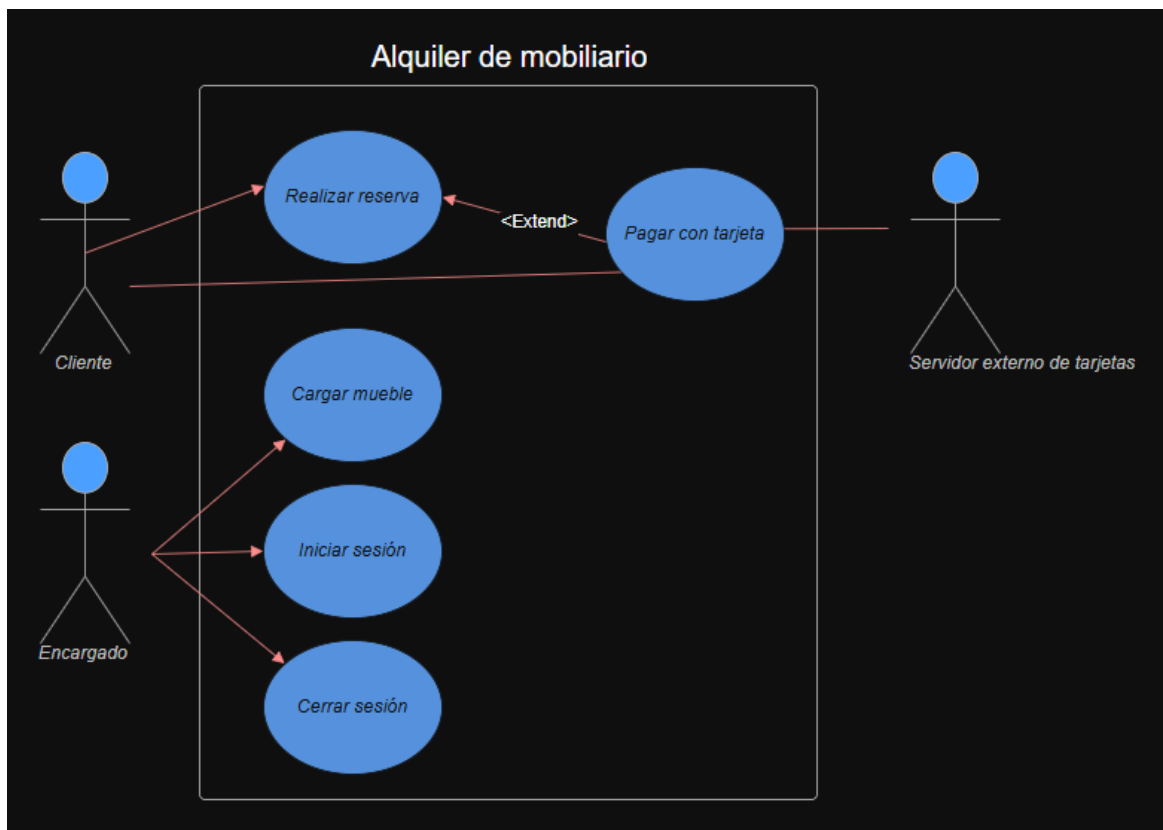 Alquiler de mobiliario
Realizar reserva
<Extend>
Pagar con tarjeta
Cliente
Servidor externo de tarjetas
Cargar mueble
Iniciar sesión
Encargado
Cerrar sesión